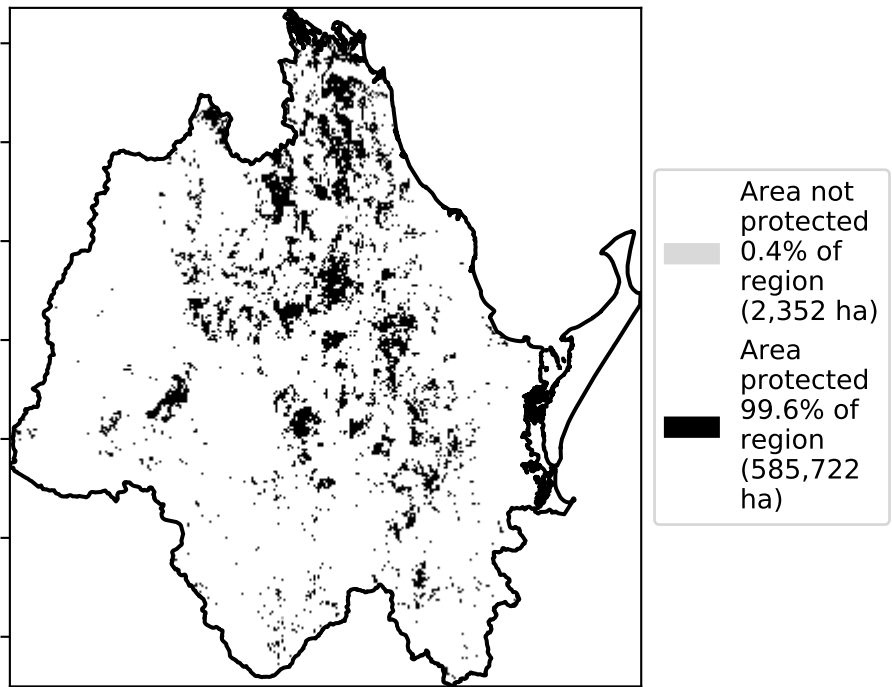 Area not
protected
0.4% of
region
(2,352 ha)
Area
protected
99.6% of
region
(585,722
ha)